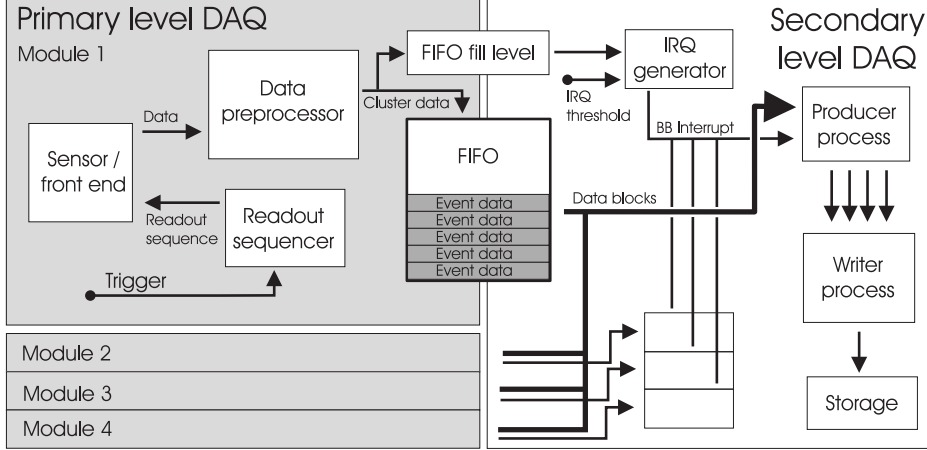 Primary level DAQ
Module 1
Sensor /
front end
Data
Data
preprocessor
Cluster data
Readout
sequence
Readout
sequencer
Trigger
FIFO fill level
FIFO
Event data
Event data
Event data
Event data
Event data
Module 2
Module 3
Module 4
Secondary
level DAQ
IRQ
generator
IRQ
threshold
BB Interrupt
Data blocks
Producer
process
Writer
process
Storage